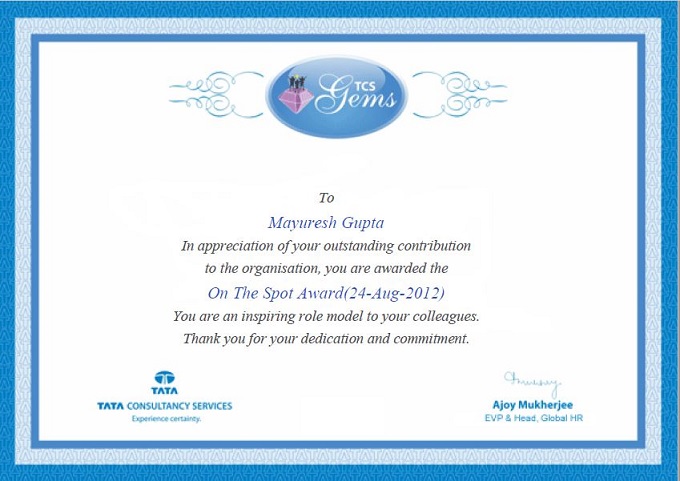 TCS
Gems
To
Mayuresh Gupta
In appreciation of your outstanding contribution
to the organisation, you are awarded the
On The Spot Award(24-Aug-2012)
You are an inspiring role model to your colleagues.
Thank you for your dedication and commitment.
TATA
TATA CONSULTANCY SERVICES
Experience certainty.
Ajoy Mukherjee
EVP & Head, Global HR